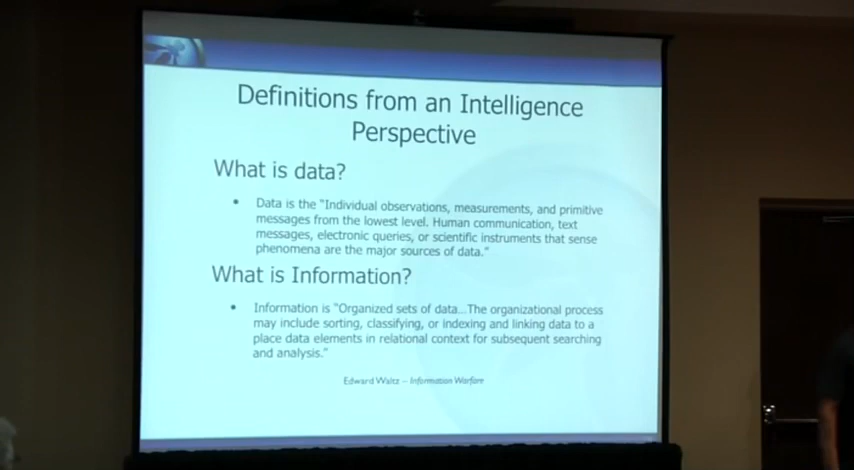 Definitions from an Intelligence
Perspective
What is data?
• Data is the "Individual observations, measurements, and primitive
messages from the lowest level. Human communication, text
messages, electronic queries, or scientific instruments that sense
phenomena are the major sources of data."
What is Information?
• Information is "Organized sets of data...The organizational process
may include sorting, classifying, or indexing and linking data to a
place data elements in relational context for subsequent searching
and analysis."
Edward Waltz – Information Warfare